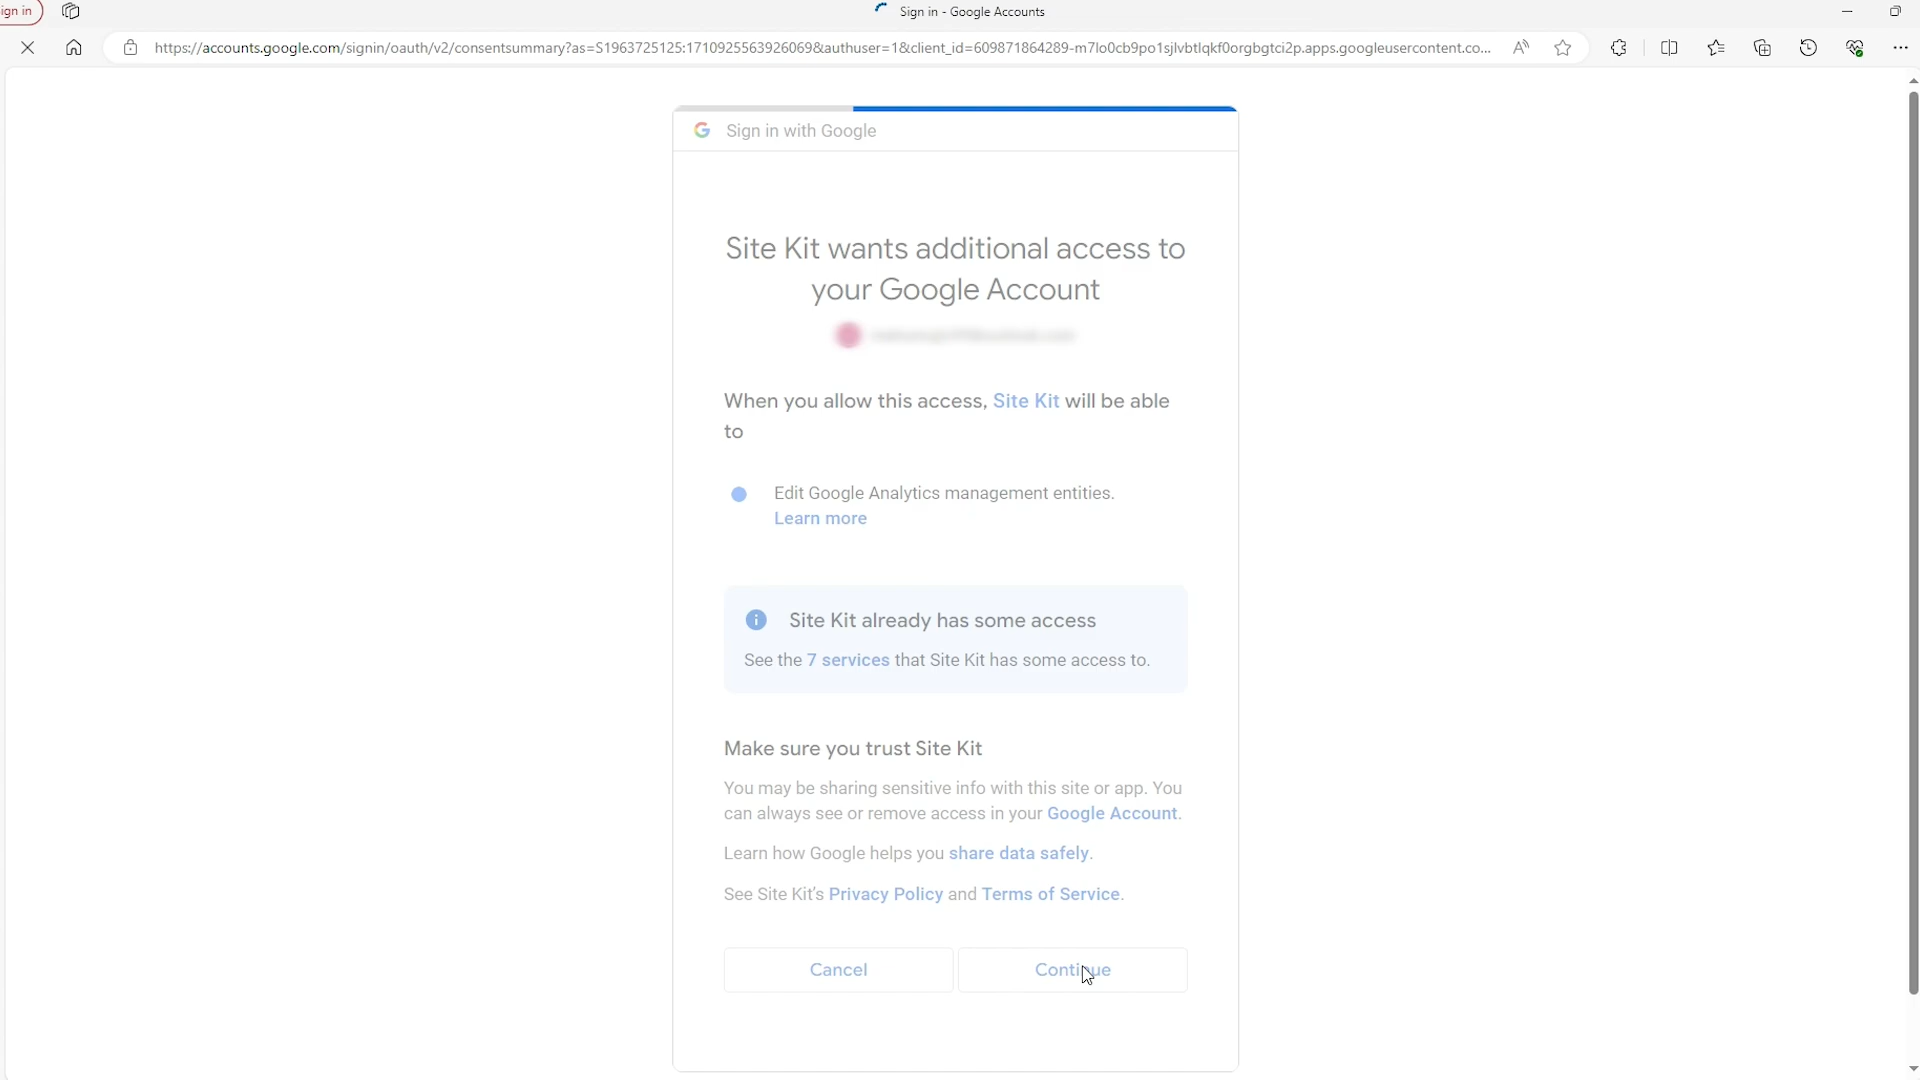 ign in
Sign in - Google Accounts
https://accounts.google.com/signin/oauth/v2/consentsummary?as=S1963725125:1710925563926069&authuser=1&client_id=609871864289-m7lo0cb9po1sjlvbtlqkf0orgbgtci2p.apps.googleusercontent.co...
Sign in with Google
Site Kit wants additional access to
your Google Account
When you allow this access, Site Kit will be able
to
Edit Google Analytics management entities.
Learn more
Site Kit already has some access
See the 7 services that Site Kit has some access to.
Make sure you trust Site Kit
You may be sharing sensitive info with this site or app. You
can always see or remove access in your Google Account.
Learn how Google helps you share data safely.
See Site Kit's Privacy Policy and Terms of Service.
Cancel
Continue